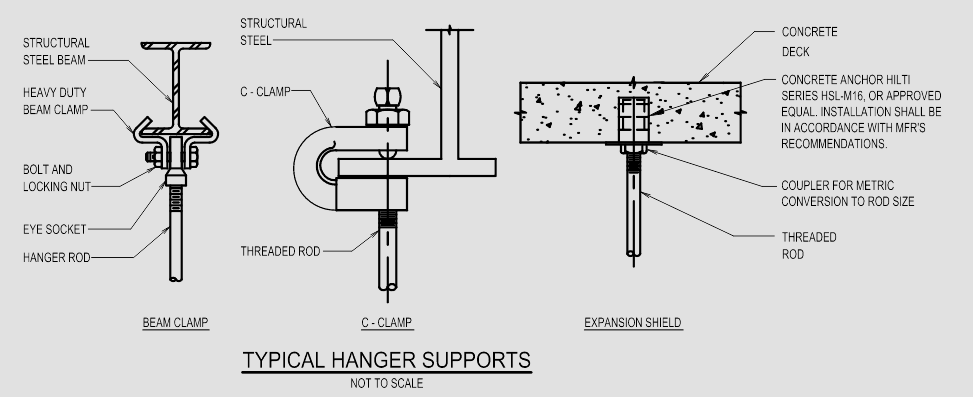 STRUCTURAL
STEEL BEAM
HEAVY DUTY
BEAM CLAMP
BOLT AND
LOCKING NUT
EYE SOCKET
HANGER ROD
BEAM CLAMP
STRUCTURAL
STEEL
C - CLAMP
THREADED ROD
C - CLAMP
CONCRETE
DECK
CONCRETE ANCHOR HILTI
SERIES HSL-M16, OR APPROVED
EQUAL. INSTALLATION SHALL BE
IN ACCORDANCE WITH MFR'S
RECOMMENDATIONS.
COUPLER FOR METRIC
CONVERSION TO ROD SIZE
THREADED
ROD
EXPANSION SHIELD
TYPICAL HANGER SUPPORTS
NOT TO SCALE